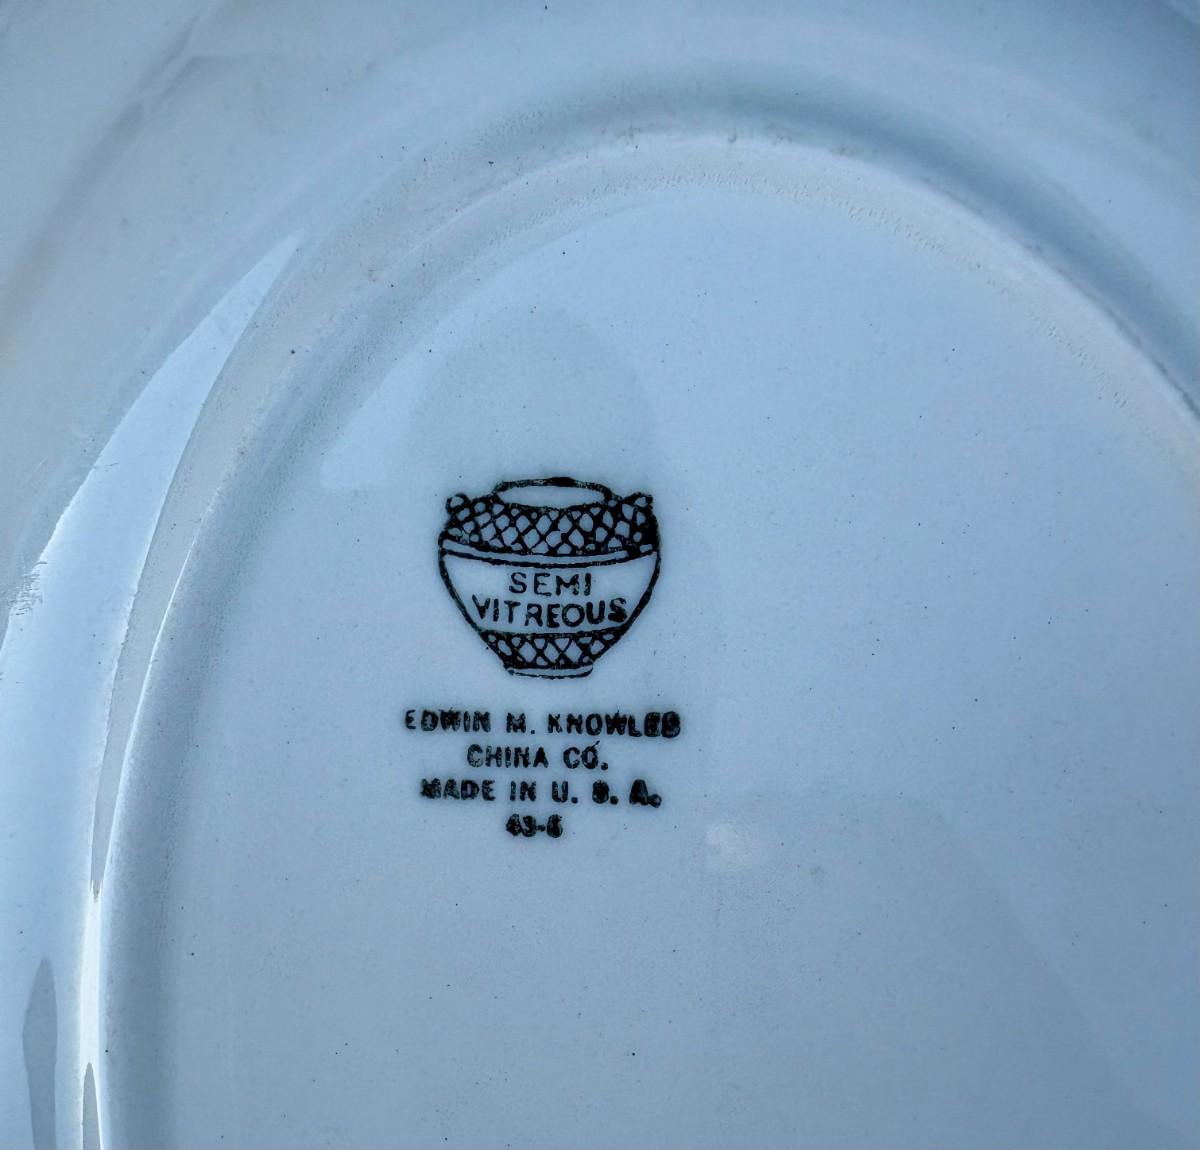 SEMI
VITREOUS
EDWIN M. KNOWLES
CHINA CO.
MADE IN U. S. A.
43-6